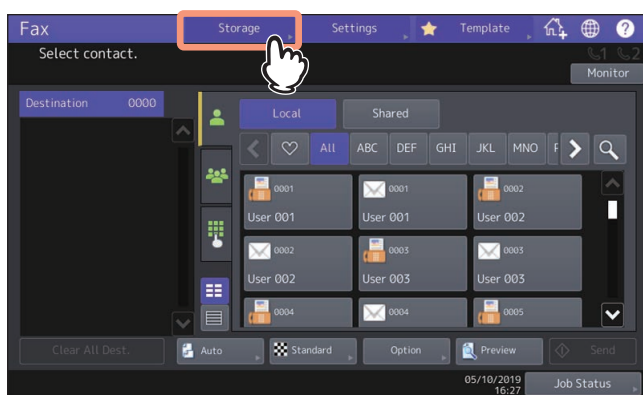 Fax
Storage
Settings
Template
?
Select contact.
1 2
Monitor
Destination 0000
Local
Shared
All ABC DEF GHI JKL MNO
0001
User 001
0001
User 001
0002
User 002
0002
User 002
0003
User 003
0003
User 003
0004
0004
0005
Clear All Dest.
Auto
Standard
Option
Preview
Send
05/10/2019
16:27
Job Status